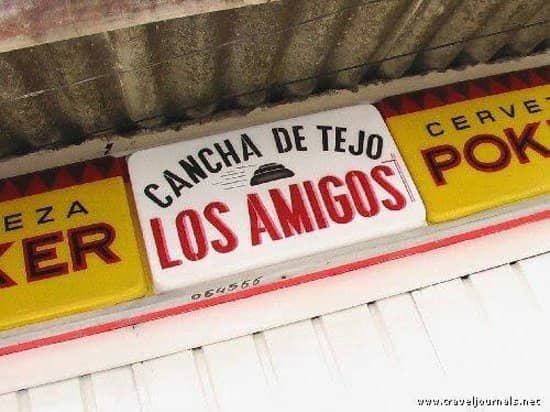 CANCHA DE TEJO
LOS AMIGOS
EZA
KER
CERVE
POK
064566
www.traveljournals.net